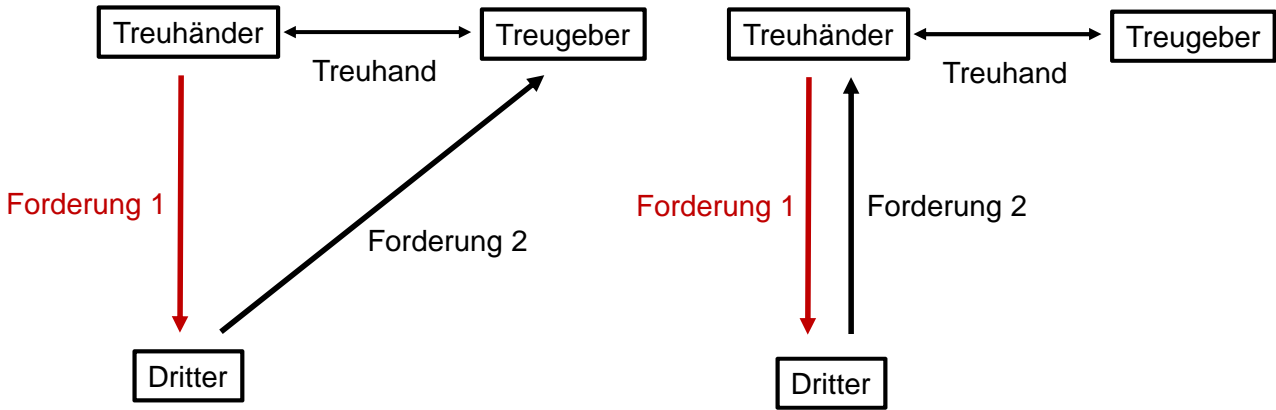 Treuhänder
Treugeber
Treuhand
Forderung 1
Forderung 2
Dritter
Treuhänder
Treugeber
Treuhand
Forderung 1
Forderung 2
Dritter